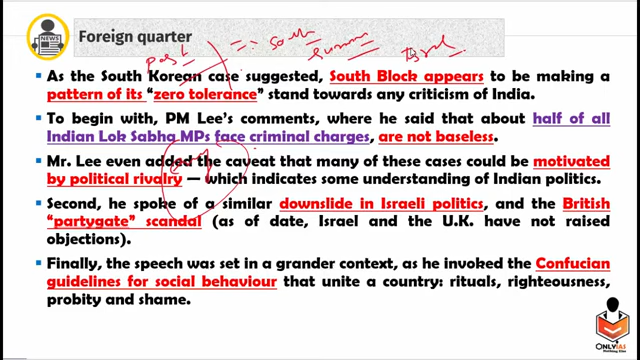 NEWS
Foreign quarter
South
As the South Korean case suggested, South Block appears to be making a
pattern of its “zero tolerance” stand towards any criticism of India.
To begin with, PM Lee’s comments, where he said that about half of all
Indian Lok Sabha MPs face criminal charges, are not baseless.
Mr. Lee even added the caveat that many of these cases could be motivated
by political rivalry — which indicates some understanding of Indian politics.
Second, he spoke of a similar downslide in Israeli politics, and the British
“partygate” scandal (as of date, Israel and the U.K. have not raised
objections).
Finally, the speech was set in a grander context, as he invoked the Confucian
guidelines for social behaviour that unite a country: rituals, righteousness,
probity and shame.
ONLYIAS